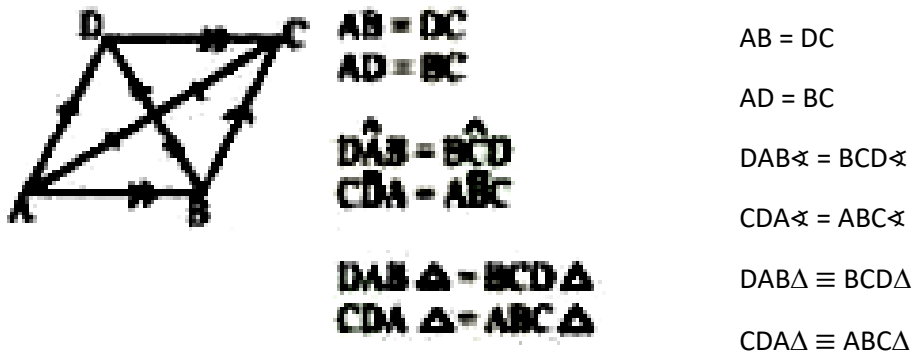 D
C
A
B
AB = DC
AD = BC
DÂB = BĈD
CD̂A = AB̂C
DAB Δ = BCD Δ
CDA Δ = ABC Δ
AB = DC
AD = BC
DAB∢ = BCD∢
CDA∢ = ABC∢
DABΔ ≡ BCDΔ
CDAΔ ≡ ABCΔ